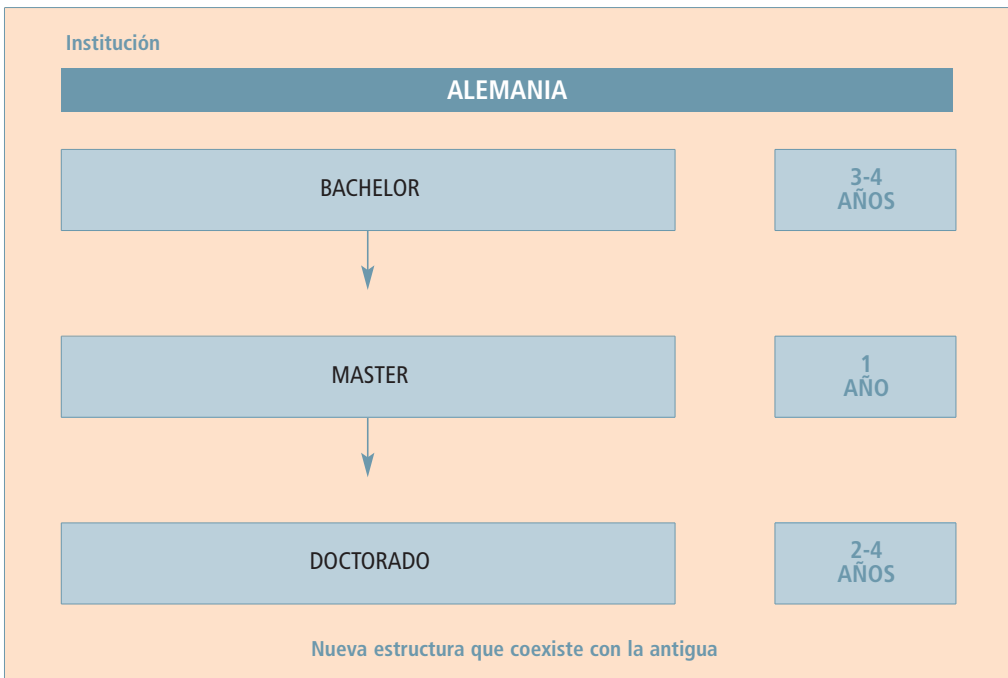 Institución
ALEMANIA
BACHELOR
3-4
AÑOS
MASTER
1
AÑO
DOCTORADO
2-4
AÑOS
Nueva estructura que coexiste con la antigua